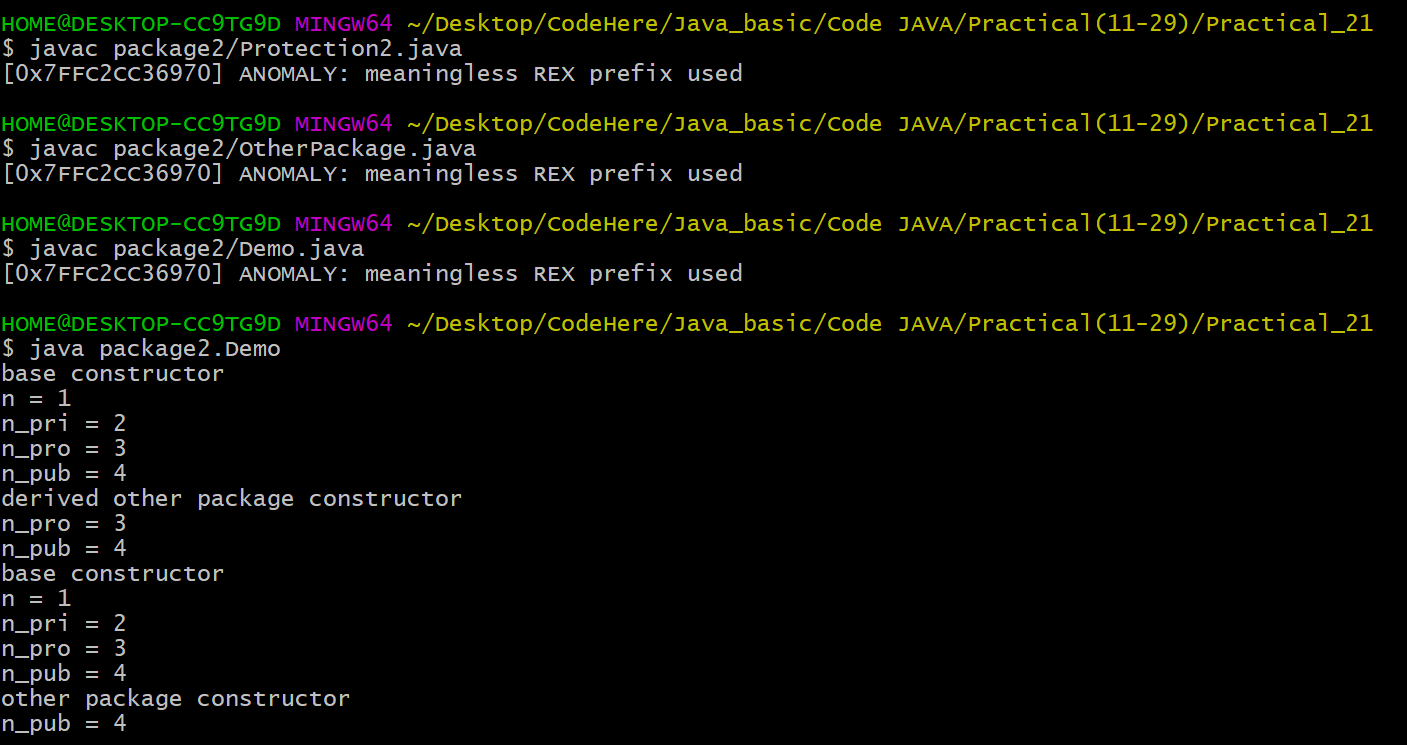 HOME@DESKTOP-CC9TG9D MINGW64 ~/Desktop/CodeHere/Java_basic/Code JAVA/Practical(11-29)/Practical_21
$ javac package2/Protection2.java
[0x7FFC2CC36970] ANOMALY: meaningless REX prefix used
HOME@DESKTOP-CC9TG9D MINGW64 ~/Desktop/CodeHere/Java_basic/Code JAVA/Practical(11-29)/Practical_21
$ javac package2/OtherPackage.java
[0x7FFC2CC36970] ANOMALY: meaningless REX prefix used
HOME@DESKTOP-CC9TG9D MINGW64 ~/Desktop/CodeHere/Java_basic/Code JAVA/Practical(11-29)/Practical_21
$ javac package2/Demo.java
[0x7FFC2CC36970] ANOMALY: meaningless REX prefix used
HOME@DESKTOP-CC9TG9D MINGW64 ~/Desktop/CodeHere/Java_basic/Code JAVA/Practical(11-29)/Practical_21
$ java package2.Demo
base constructor
n = 1
n_pri = 2
n_pro = 3
n_pub = 4
derived other package constructor
n_pro = 3
n_pub = 4
base constructor
n = 1
n_pri = 2
n_pro = 3
n_pub = 4
other package constructor
n_pub = 4